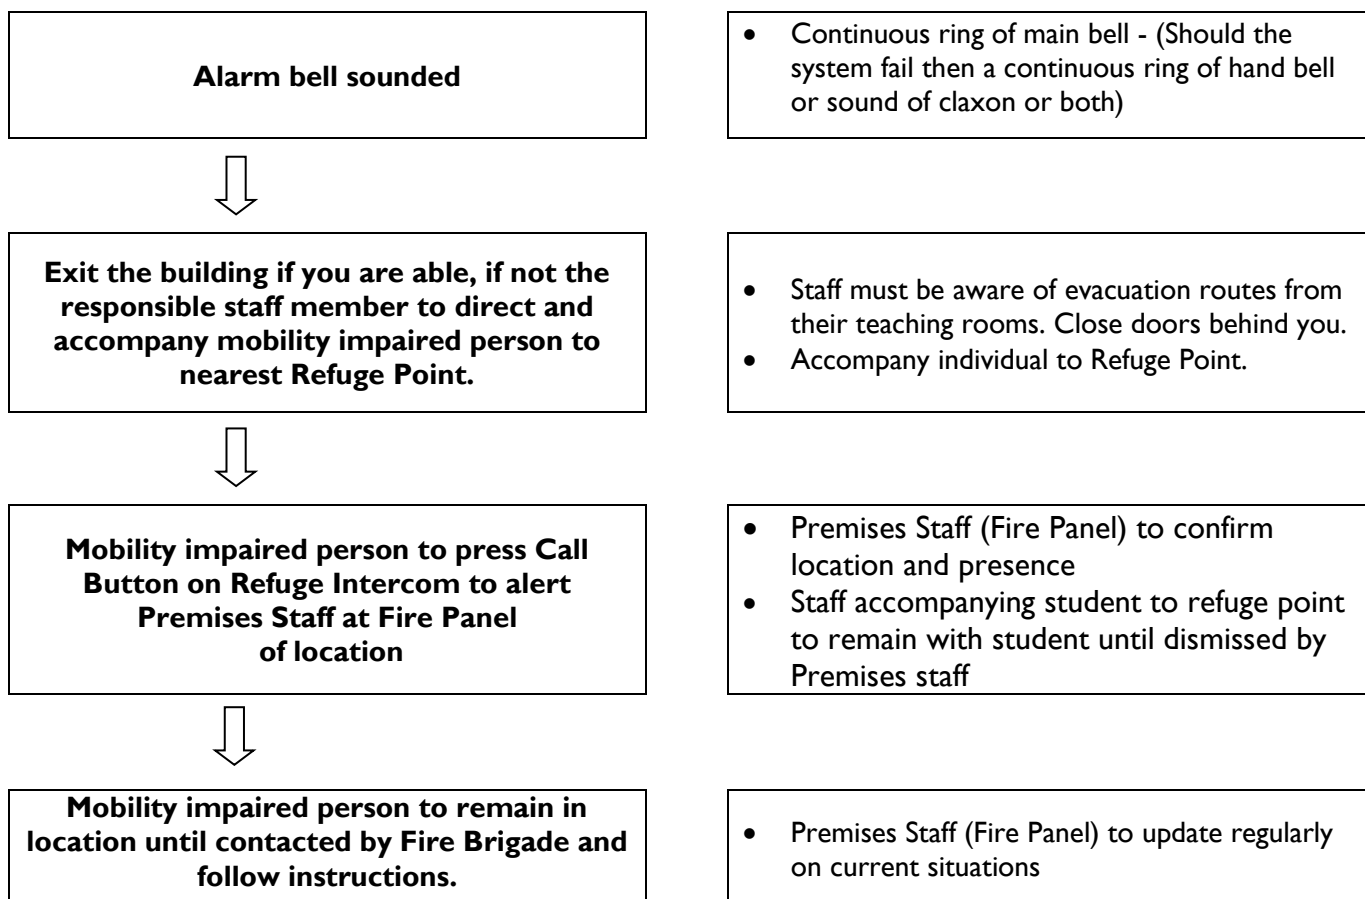 Alarm bell sounded
• Continuous ring of main bell - (Should the
system fail then a continuous ring of hand bell
or sound of claxon or both)
Exit the building if you are able, if not the
responsible staff member to direct and
accompany mobility impaired person to
nearest Refuge Point.
• Staff must be aware of evacuation routes from
their teaching rooms. Close doors behind you.
• Accompany individual to Refuge Point.
Mobility impaired person to press Call
Button on Refuge Intercom to alert
Premises Staff at Fire Panel
of location
• Premises Staff (Fire Panel) to confirm
location and presence
• Staff accompanying student to refuge point
to remain with student until dismissed by
Premises staff
Mobility impaired person to remain in
location until contacted by Fire Brigade and
follow instructions.
• Premises Staff (Fire Panel) to update regularly
on current situations